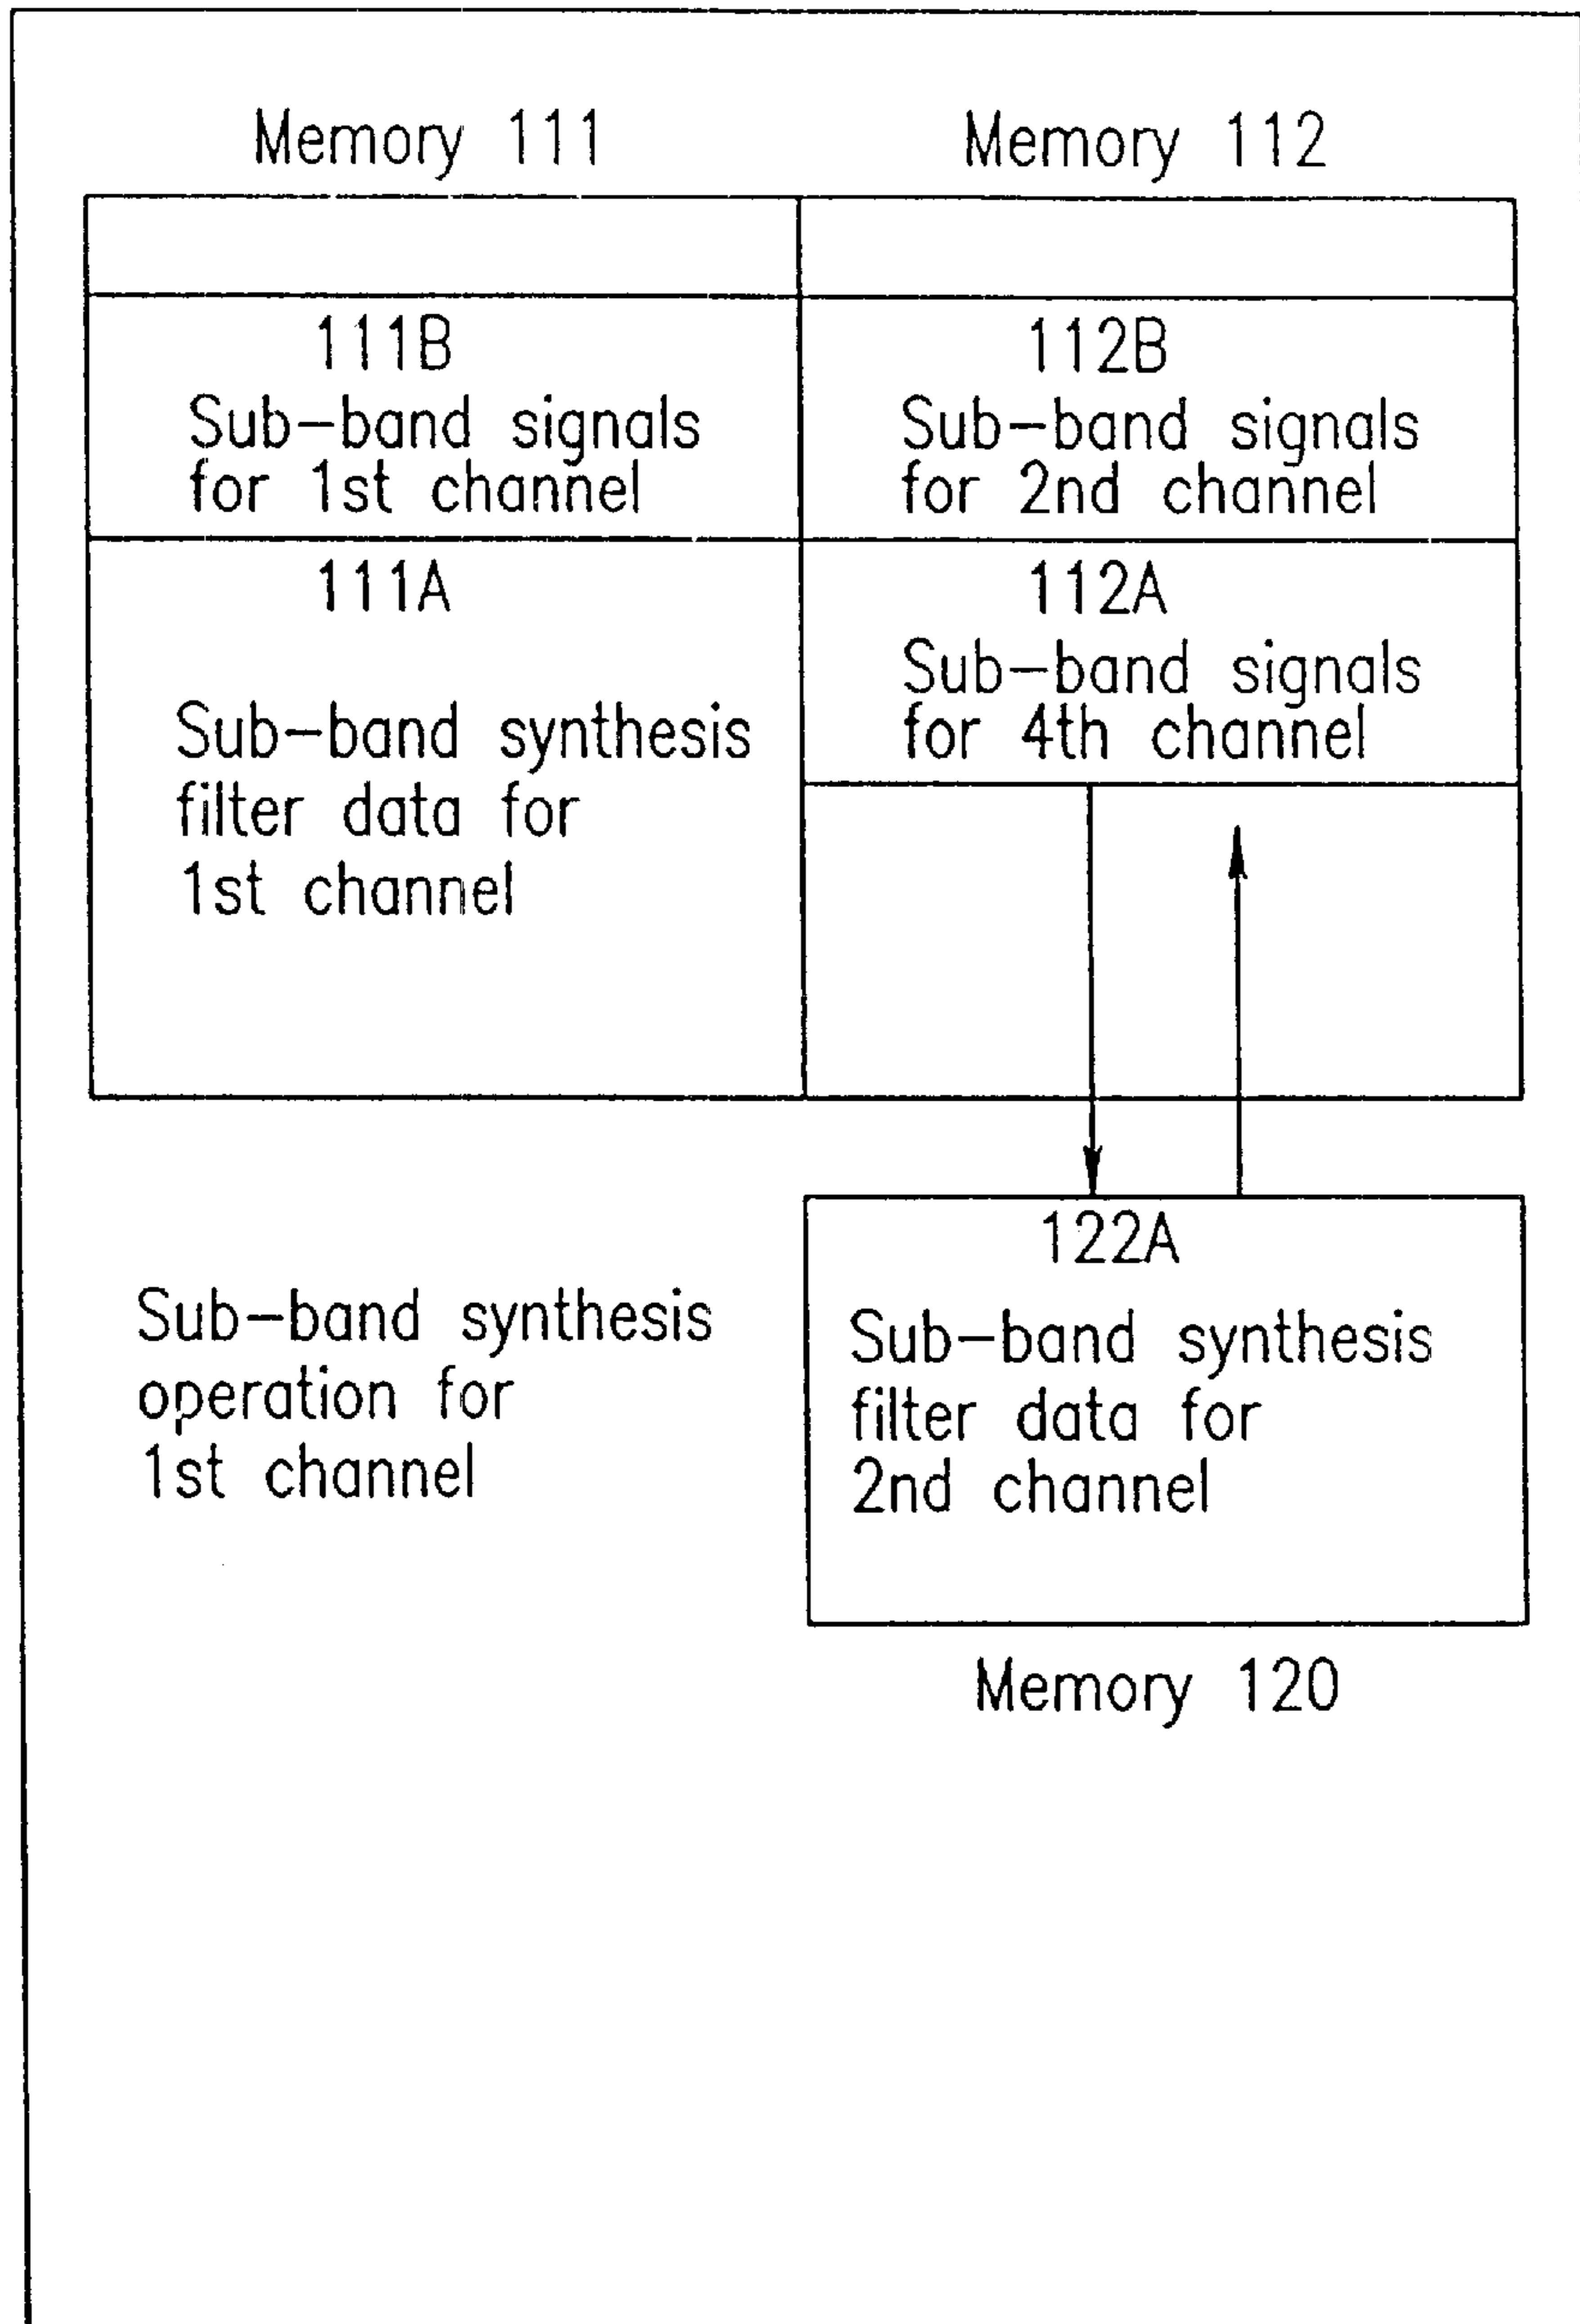 Memory 111
Memory 112
111B
Sub-band signals
for 1st channel
112B
Sub-band signals
for 2nd channel
111A
Sub-band synthesis
filter data for
1st channel
112A
Sub-band signals
for 4th channel
Sub-band synthesis
operation for
1st channel
122A
Sub-band synthesis
filter data for
2nd channel
Memory 120